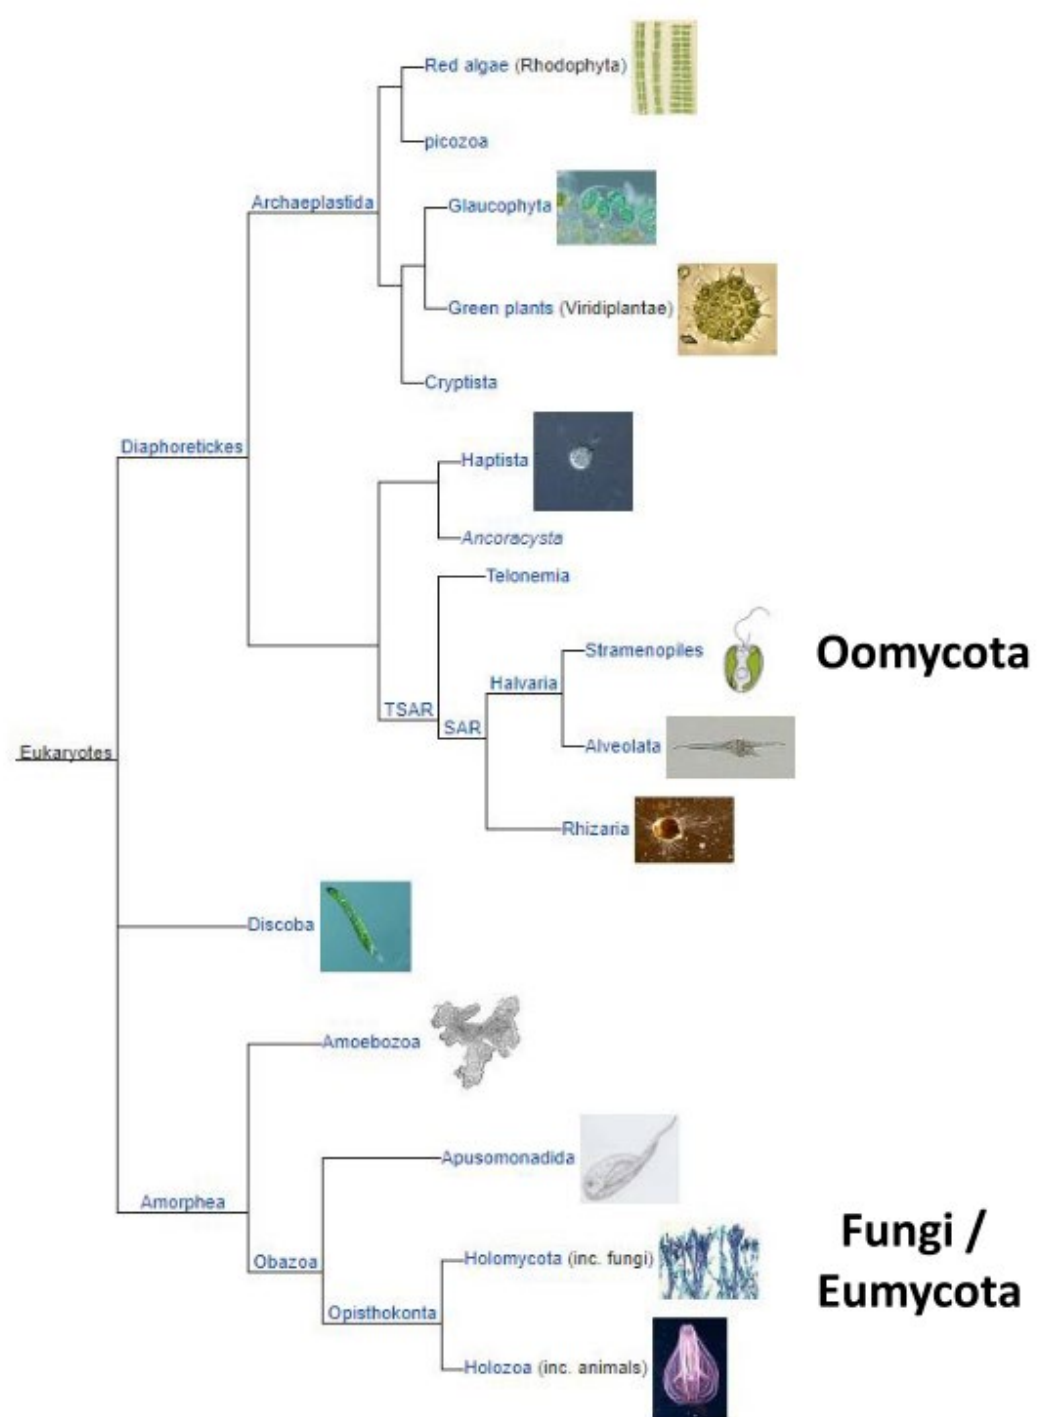 Red algae (Rhodophyta)
picozoa
Archaeplastida
Glaucophyta
Green plants (Viridiplantae)
Cryptista
Diaphoretickes
Haptista
Ancoracysta
Telonemia
Stramenopiles
Oomycota
Halvaria
TSAR
SAR
Alveolata
Eukaryotes
Rhizaria
Discoba
Amoebozoa
Apusomonadida
Amorphea
Fungi /
Eumycota
Obazoa
Holomycota (inc. fungi)
Opisthokonta
Holozoa (inc. animals)